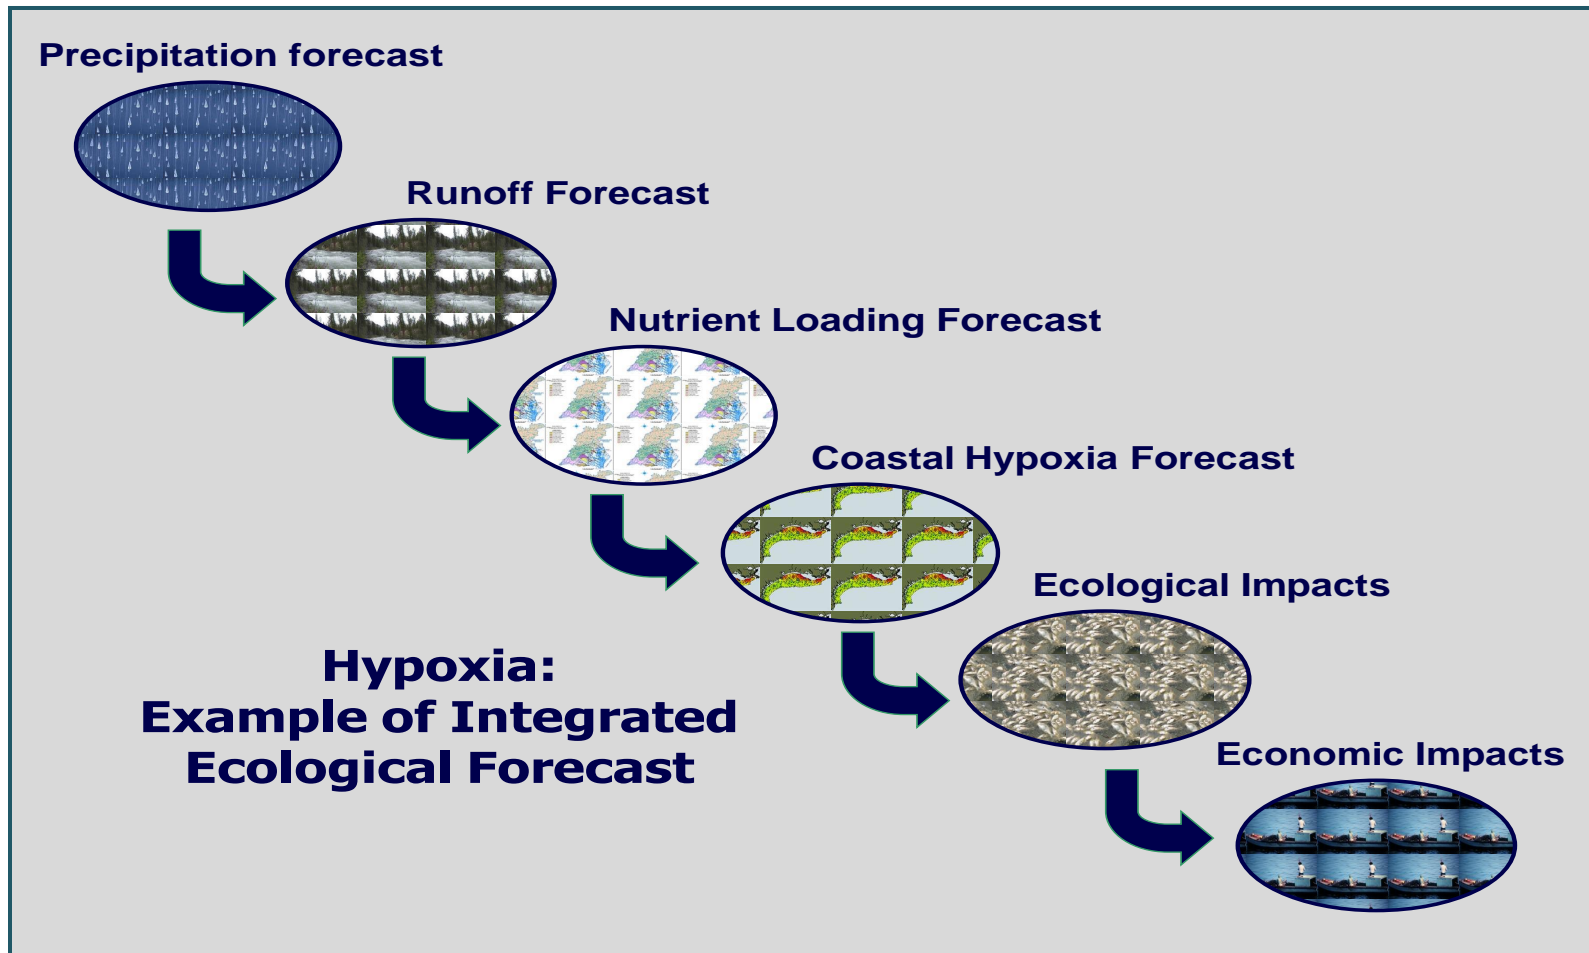 Precipitation forecast
Runoff Forecast
Nutrient Loading Forecast
Coastal Hypoxia Forecast
Ecological Impacts
Hypoxia:
Example of Integrated
Ecological Forecast
Economic Impacts